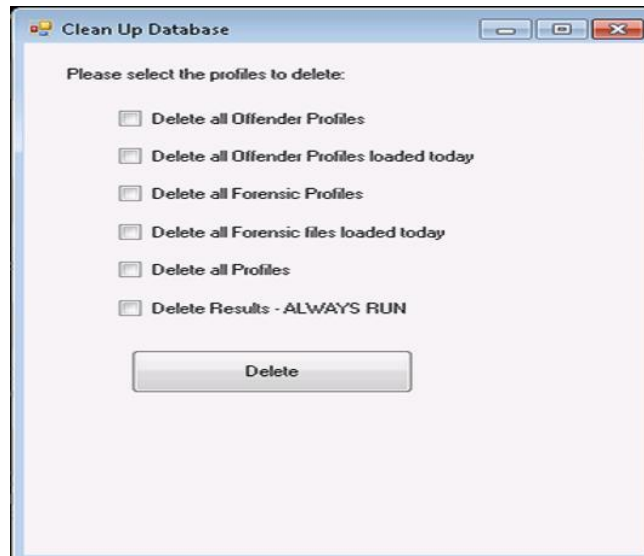 Clean Up Database
Please select the profiles to delete:
Delete all Offender Profiles
Delete all Offender Profiles loaded today
Delete all Forensic Profiles
Delete all Forensic files loaded today
Delete all Profiles
Delete Results - ALWAYS RUN
Delete